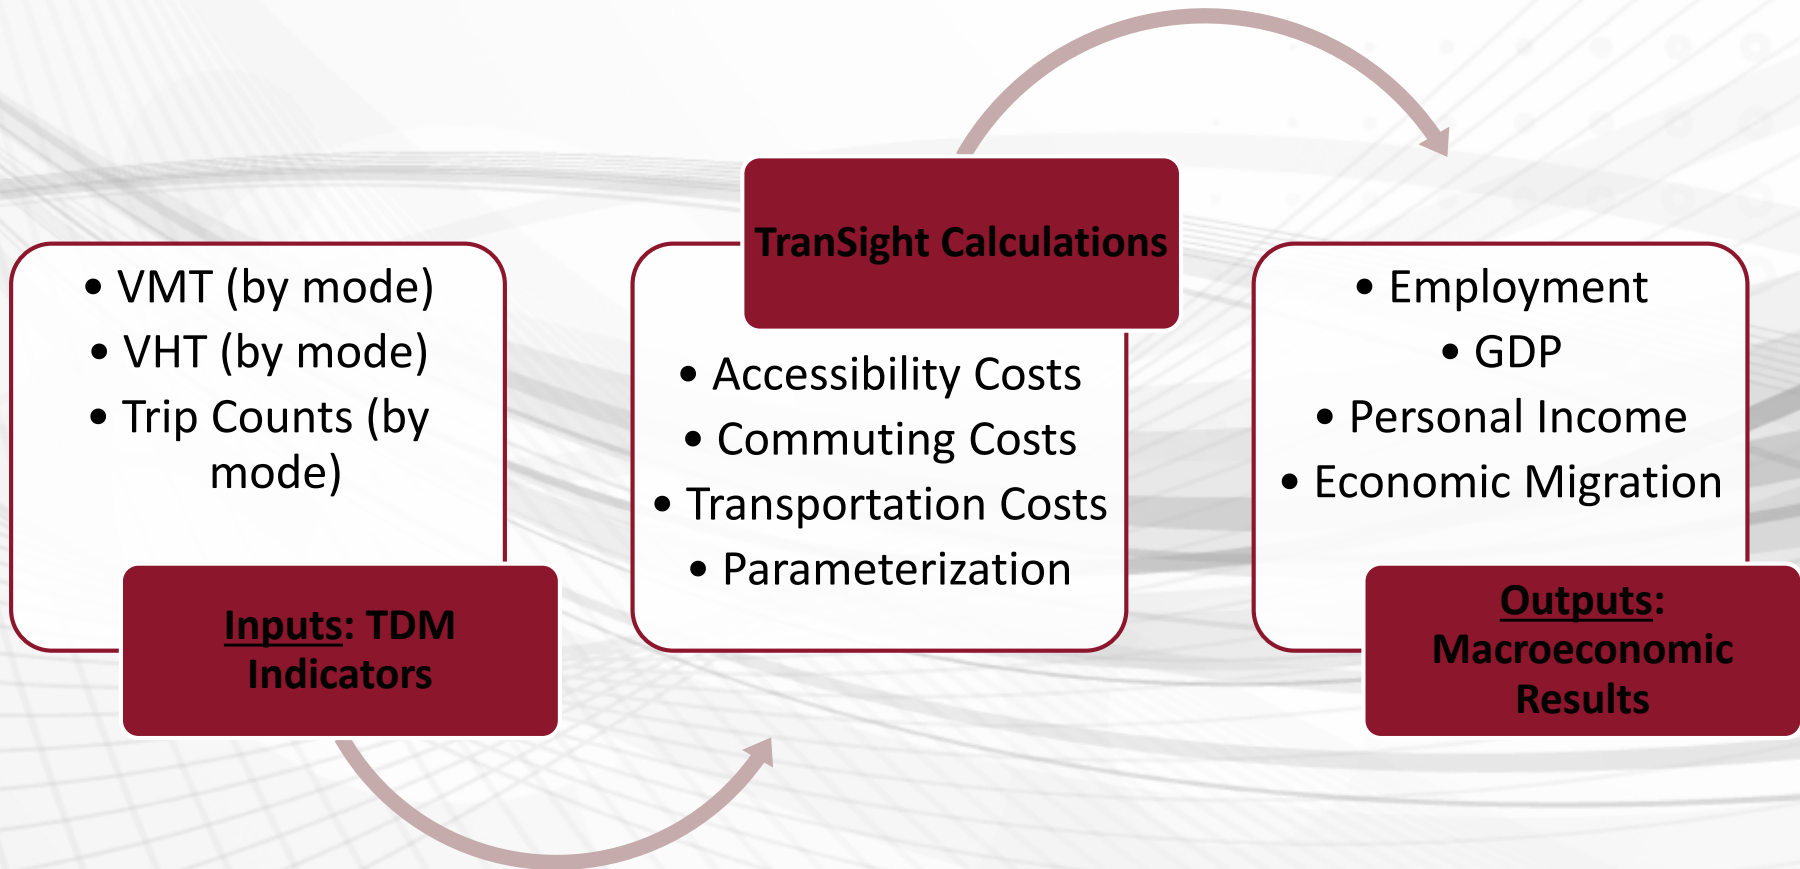 • VMT (by mode)
• VHT (by mode)
• Trip Counts (by
mode)
Inputs: TDM
Indicators
TranSight Calculations
• Accessibility Costs
• Commuting Costs
• Transportation Costs
• Parameterization
• Employment
• GDP
• Personal Income
• Economic Migration
Outputs:
Macroeconomic
Results